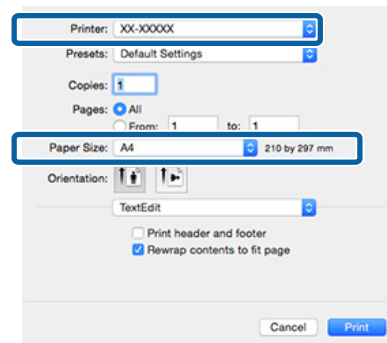 Printer: XX-XXXXX
Presets: Default Settings
Copies: 1
Pages: All
From: 1 to: 1
Paper Size: A4 210 by 297 mm
Orientation:
TextEdit
Print header and footer
Rewrap contents to fit page
Cancel Print